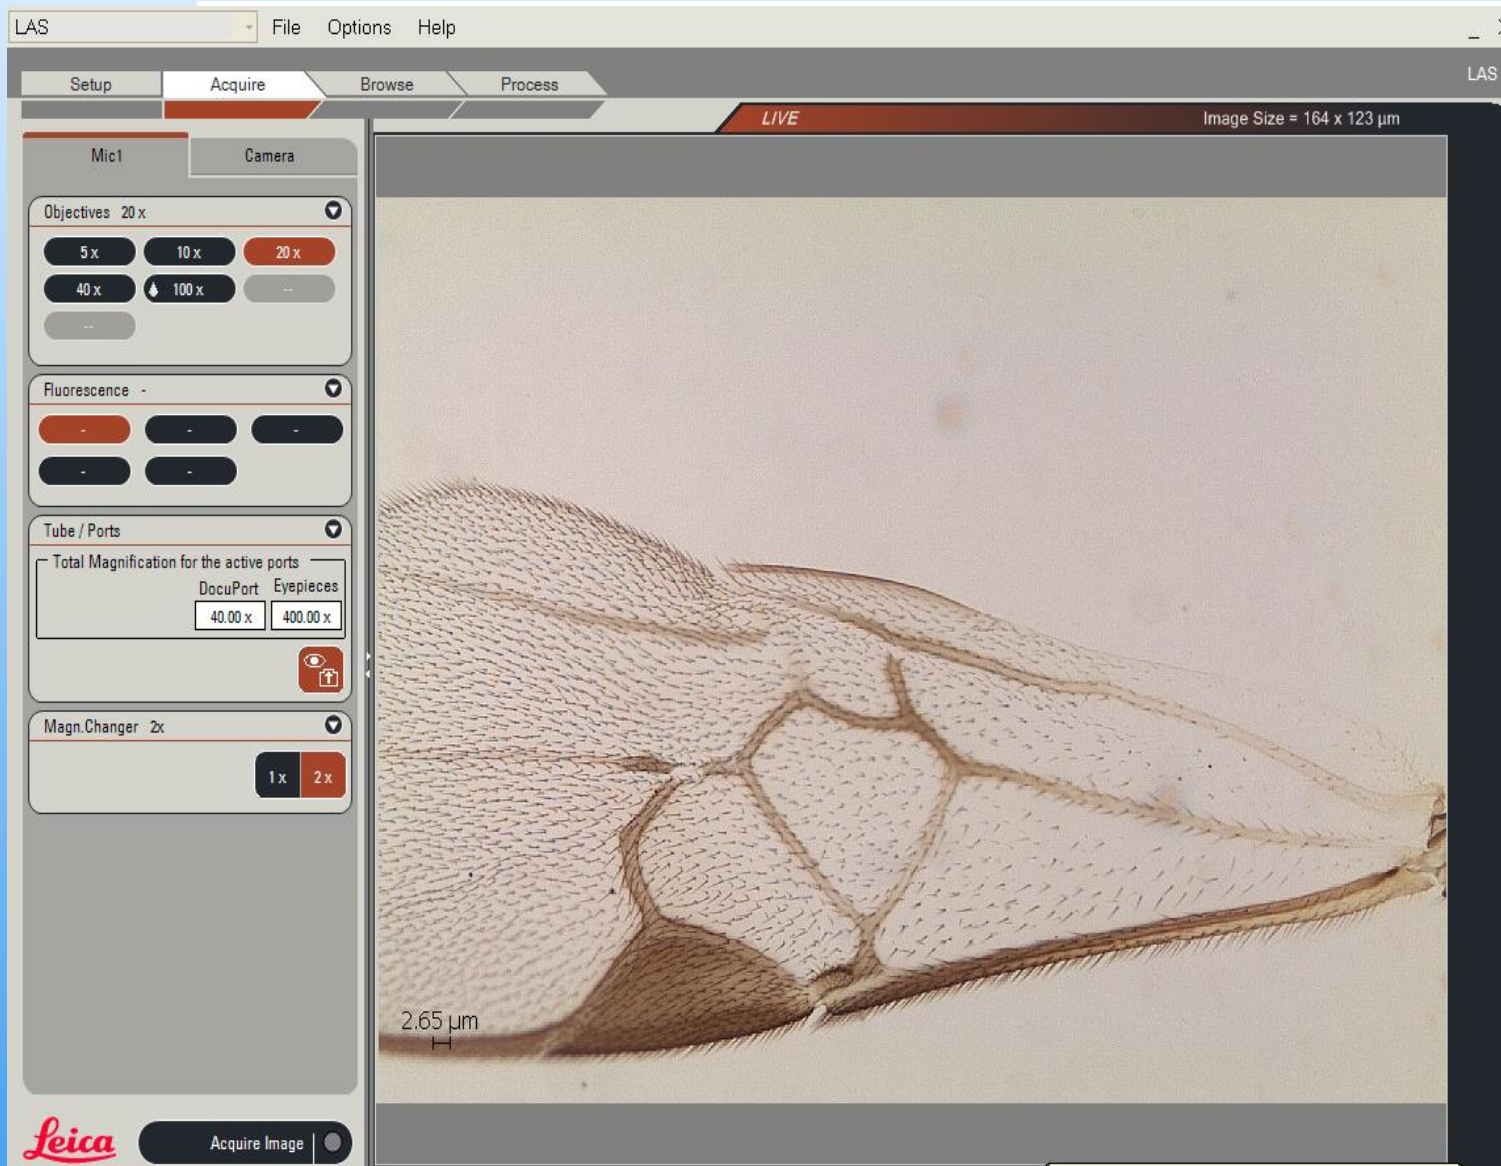 LAS File Options Help
LAS
Setup Acquire Browse Process
LIVE Image Size = 164 x 123 µm
Mic1 Camera
Objectives 20 x
5 x 10 x 20 x
40 x 100 x --
--
Fluorescence -
- - -
- -
Tube / Ports
Total Magnification for the active ports
DocuPort Eyepieces
40.00 x 400.00 x
Magn.Changer 2x
1 x 2 x
2.65 µm
Leica Acquire Image